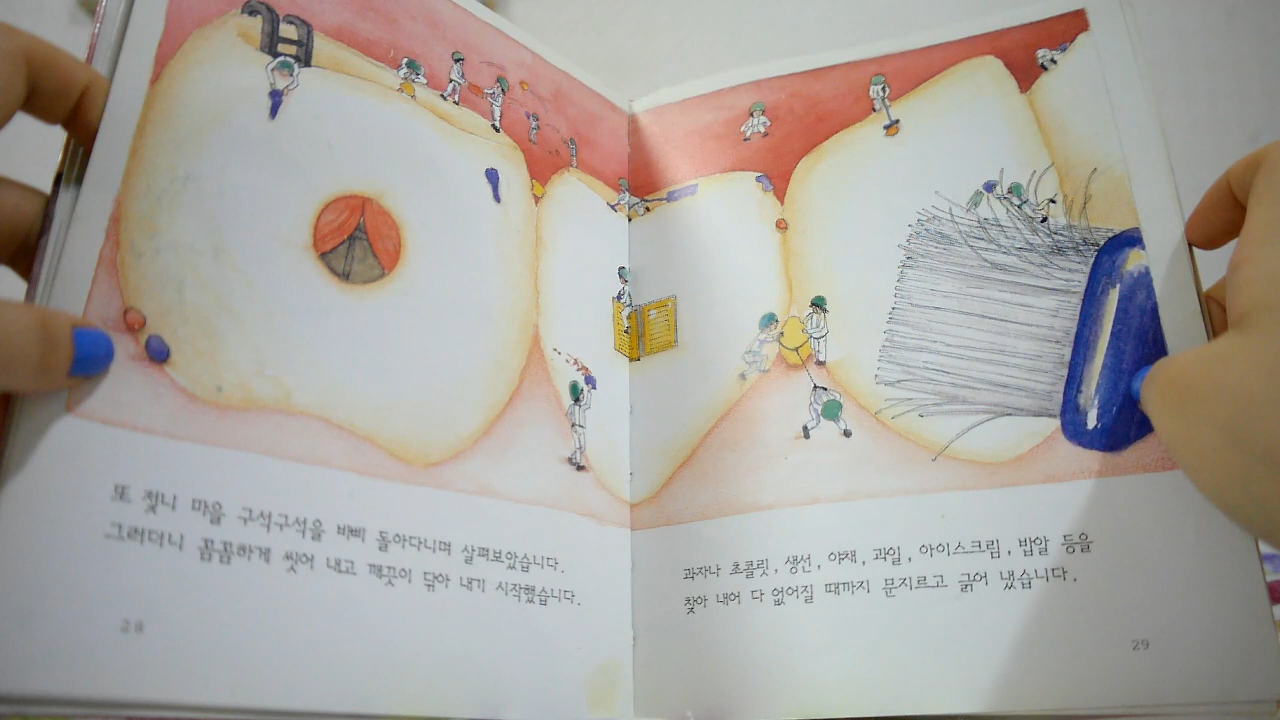 또 젖니 마을 구석구석을 바삐 돌아다니며 살펴보았습니다.
그러더니 꼼꼼하게 씻어 내고 깨끗이 닦아 내기 시작했습니다.
28
과자나 초콜릿, 생선, 야채, 과일, 아이스크림, 밥알 등을
찾아 내어 다 없어질 때까지 문지르고 긁어 냈습니다.
29